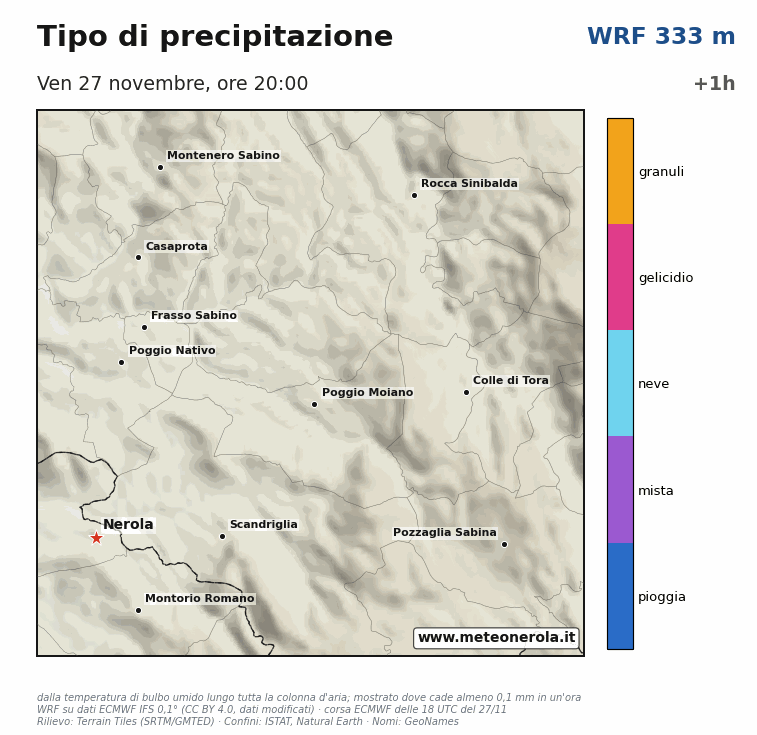 Tipo di precipitazione
WRF 333 m
Ven 27 novembre, ore 20:00
+1h
Montenero Sabino
Rocca Sinibalda
Casaprota
Frasso Sabino
Poggio Nativo
Poggio Moiano
Colle di Tora
Nerola
Scandriglia
Pozzaglia Sabina
Montorio Romano
www.meteonerola.it
granuli
gelicidio
neve
mista
pioggia
dalla temperatura di bulbo umido lungo tutta la colonna d'aria; mostrato dove cade almeno 0,1 mm in un'ora
WRF su dati ECMWF IFS 0,1° (CC BY 4.0, dati modificati) · corsa ECMWF delle 18 UTC del 27/11
Rilievo: Terrain Tiles (SRTM/GMTED) · Confini: ISTAT, Natural Earth · Nomi: GeoNames